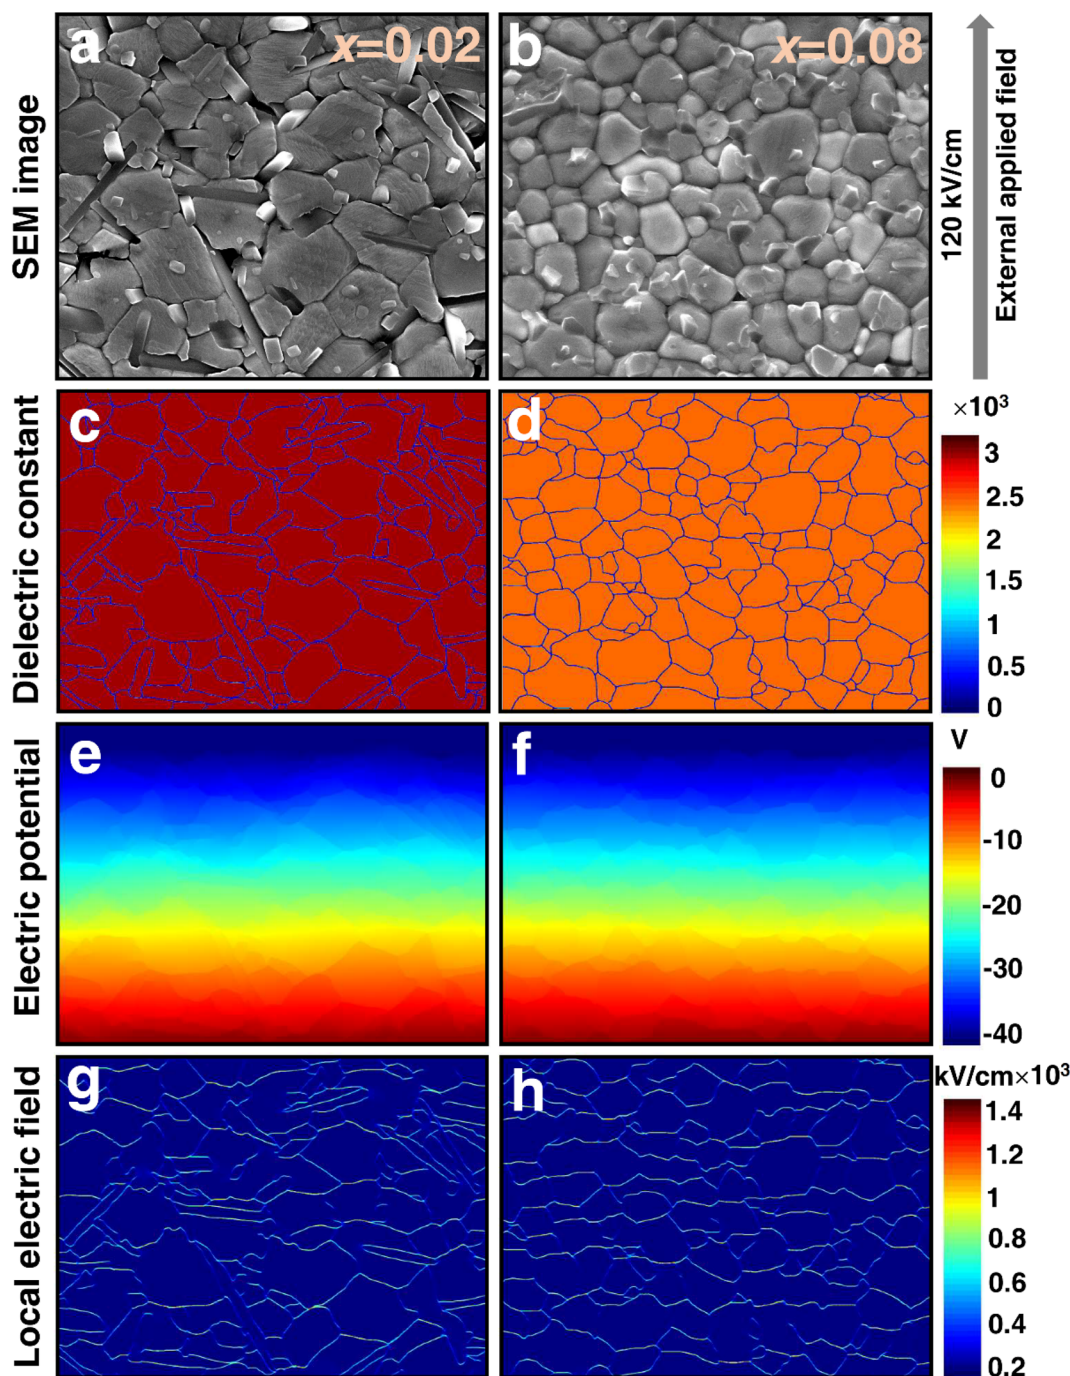 SEM image
a
x=0.02
b
x=0.08
120 kV/cm
External applied field
Dielectric constant
c
d
×10³
3
2.5
2
1.5
1
0.5
0
Electric potential
e
f
V
0
-10
-20
-30
-40
Local electric field
g
h
kV/cm×10³
1.4
1.2
1
0.8
0.6
0.4
0.2